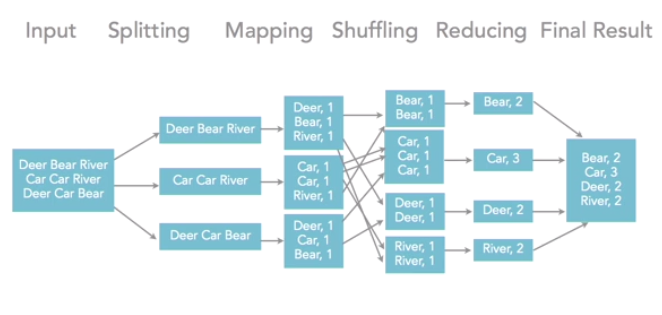 Input Splitting Mapping Shuffling Reducing Final Result
Deer Bear River
Car Car River
Deer Car Bear
Deer Bear River
Car Car River
Deer Car Bear
Deer, 1
Bear, 1
River, 1
Car, 1
Car, 1
River, 1
Deer, 1
Car, 1
Bear, 1
Bear, 1
Bear, 1
Car, 1
Car, 1
Car, 1
Deer, 1
Deer, 1
River, 1
River, 1
Bear, 2
Car, 3
Deer, 2
River, 2
Bear, 2
Car, 3
Deer, 2
River, 2